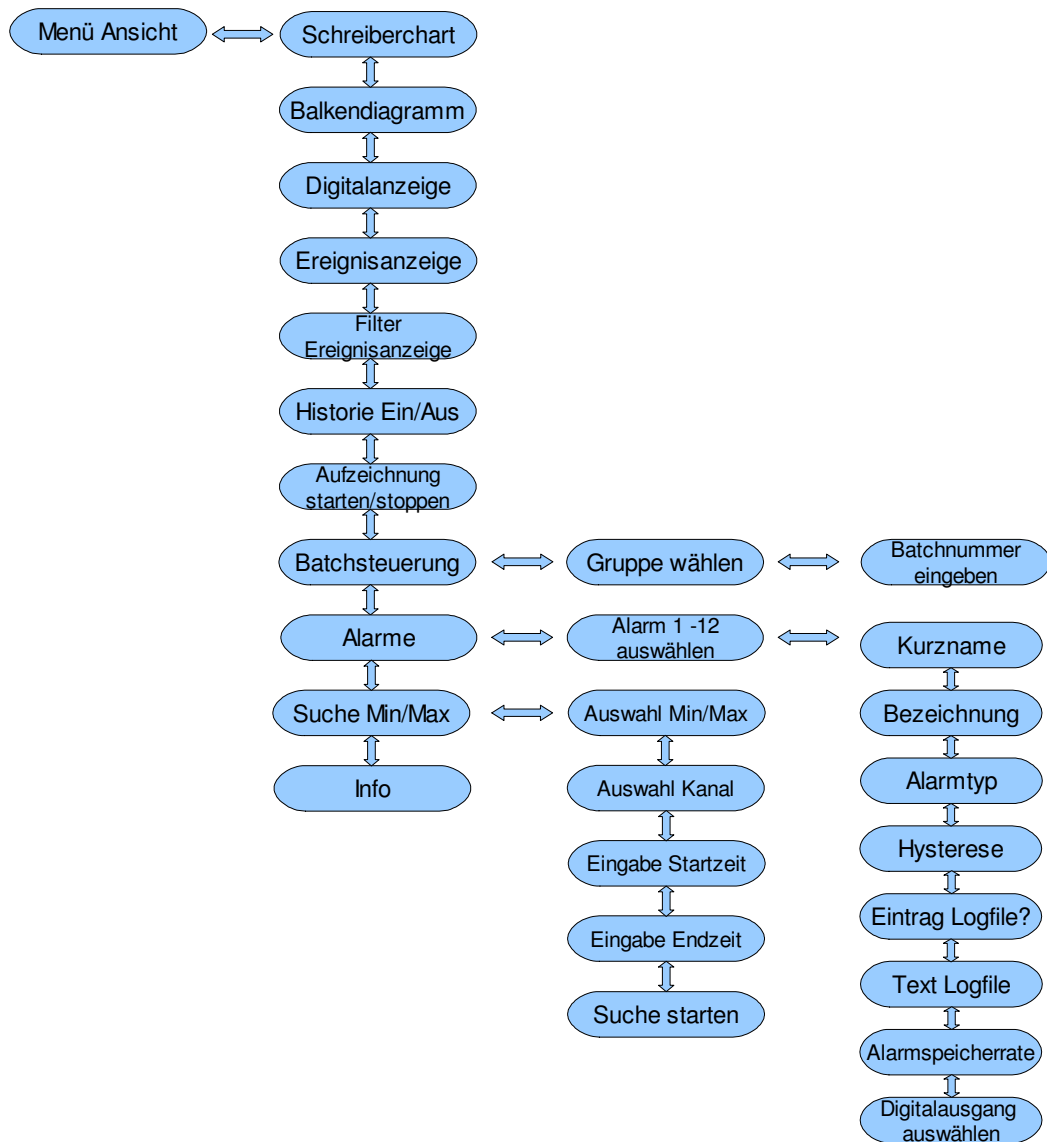 Menü Ansicht
Schreiberchart
Balkendiagramm
Digitalanzeige
Ereignisanzeige
Filter
Ereignisanzeige
Historie Ein/Aus
Aufzeichnung
starten/stoppen
Batchsteuerung
Gruppe wählen
Batchnummer
eingeben
Alarme
Alarm 1 -12
auswählen
Kurzname
Suche Min/Max
Auswahl Min/Max
Bezeichnung
Info
Auswahl Kanal
Alarmtyp
Eingabe Startzeit
Hysterese
Eingabe Endzeit
Eintrag Logfile?
Suche starten
Text Logfile
Alarmspeicherrate
Digitalausgang
auswählen